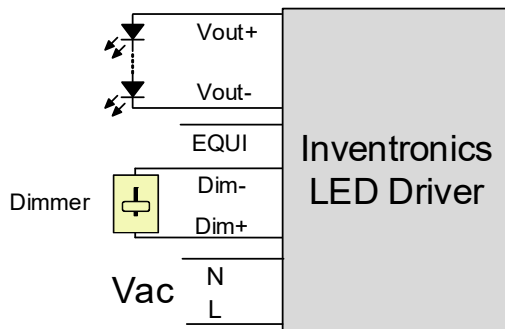 Vout+
Vout-
EQUI
Inventronics
LED Driver
Dim-
Dimmer
Dim+
Vac
N
L